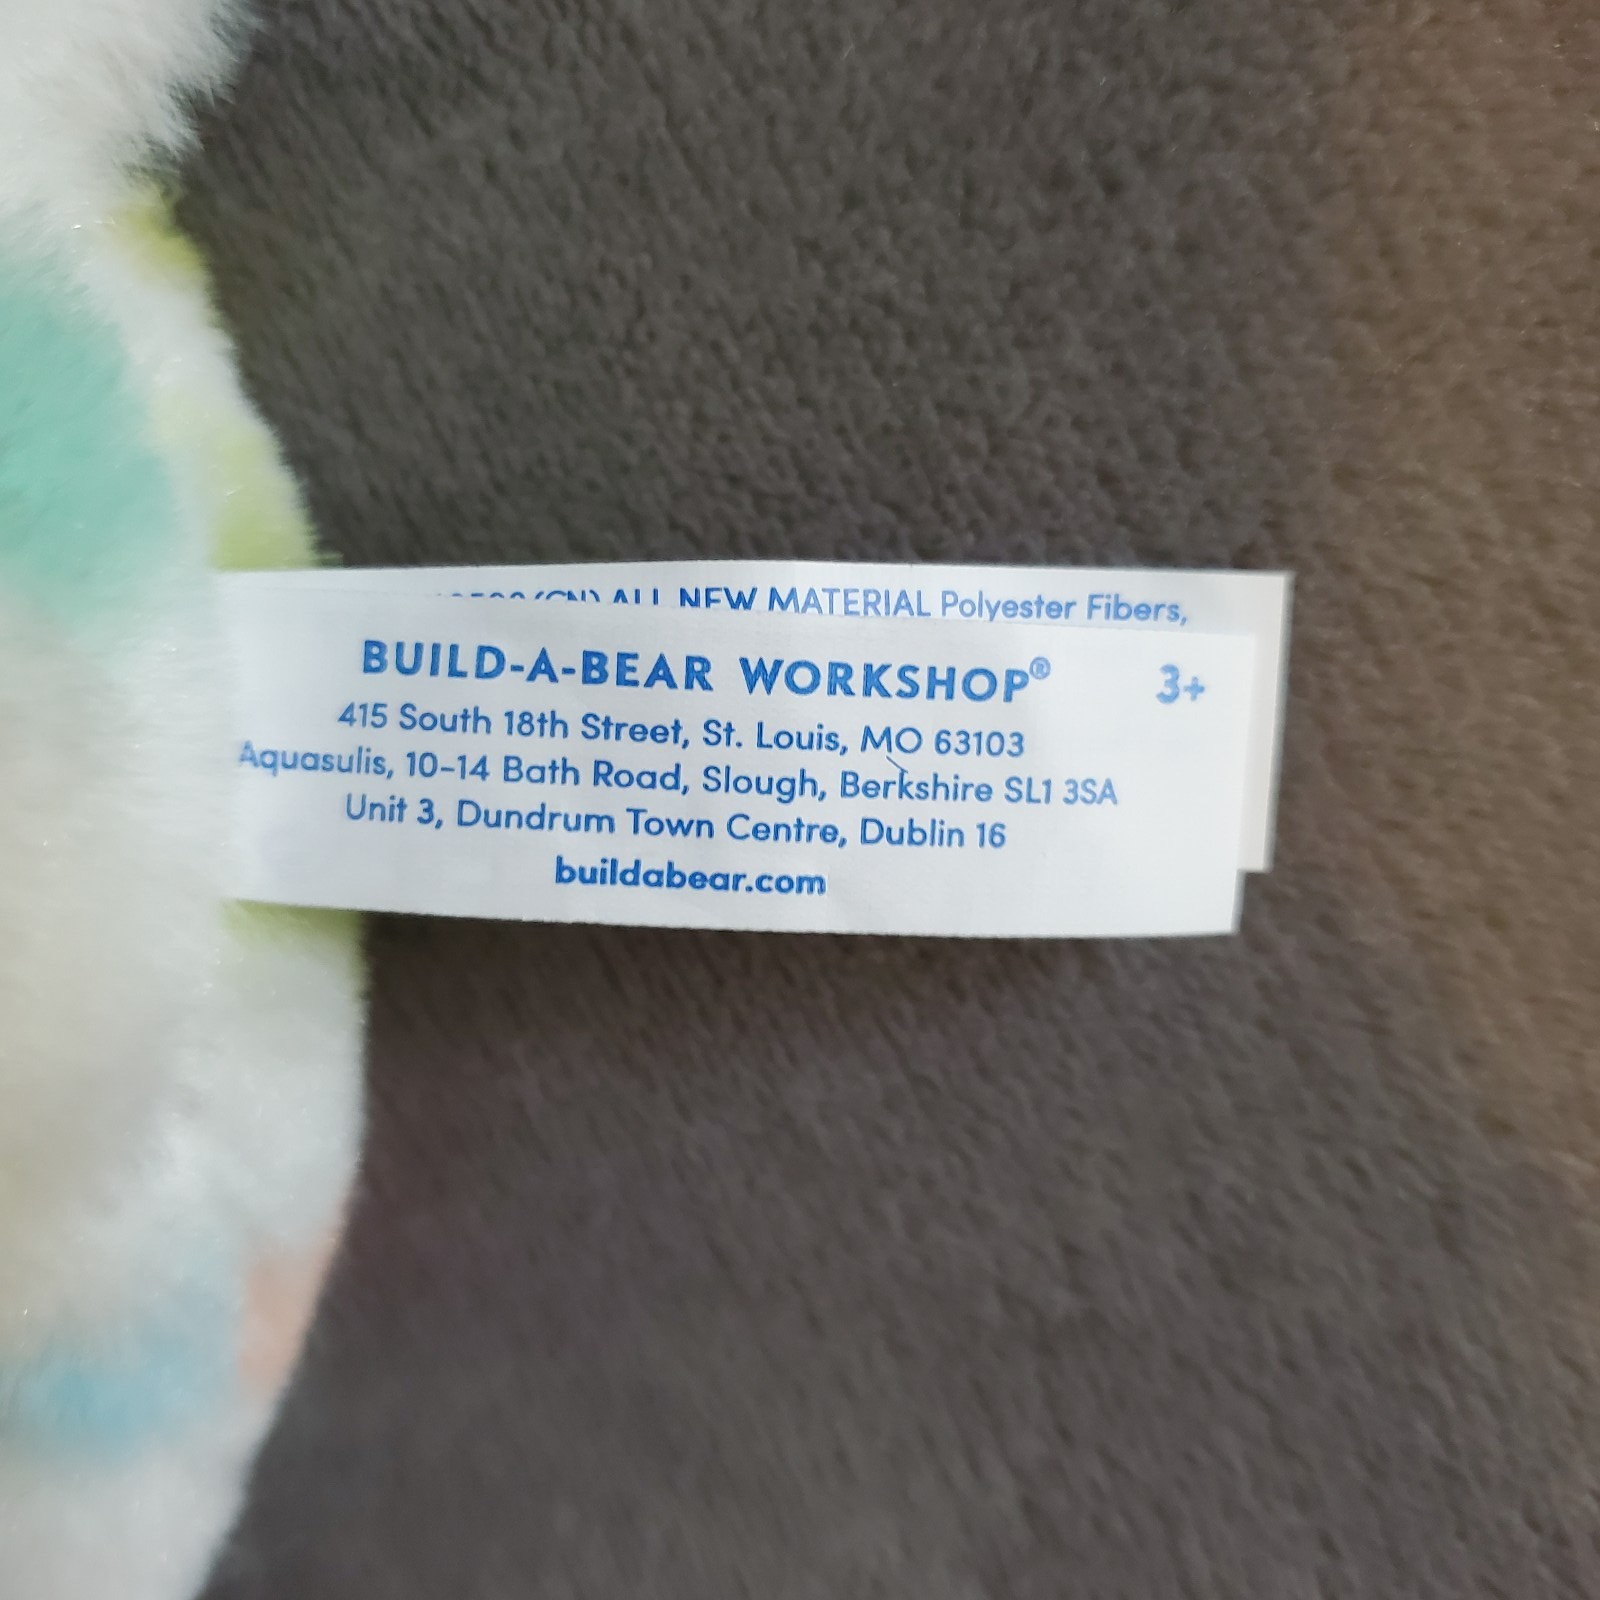 (CN) ALL NEW MATERIAL Polyester Fibers,
BUILD-A-BEAR WORKSHOP® 3+
415 South 18th Street, St. Louis, MO 63103
Aquasulis, 10-14 Bath Road, Slough, Berkshire SL1 3SA
Unit 3, Dundrum Town Centre, Dublin 16
buildabear.com